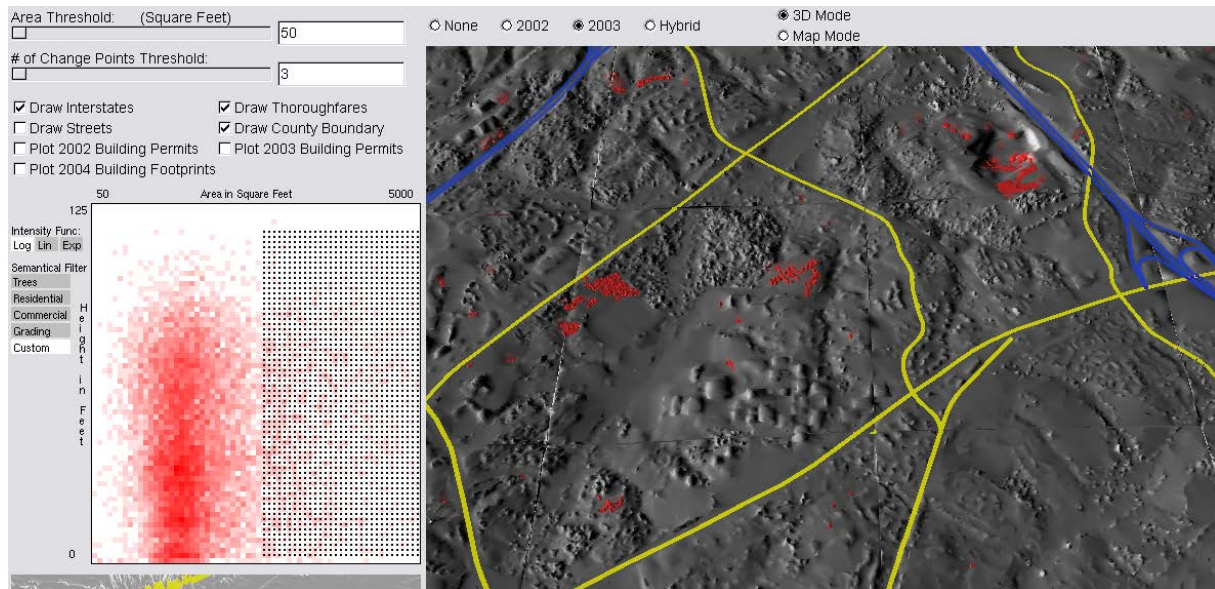 Area Threshold: (Square Feet)
50
# of Change Points Threshold:
3
Draw Interstates Draw Thoroughfares
Draw Streets Draw County Boundary
Plot 2002 Building Permits Plot 2003 Building Permits
Plot 2004 Building Footprints
None 2002 2003 Hybrid
3D Mode
Map Mode
50 Area in Square Feet 5000
125
Intensity Func:
Log Lin Exp
Semantical Filter
Trees
Residential
Commercial
Grading
Custom
Height in Feet
0